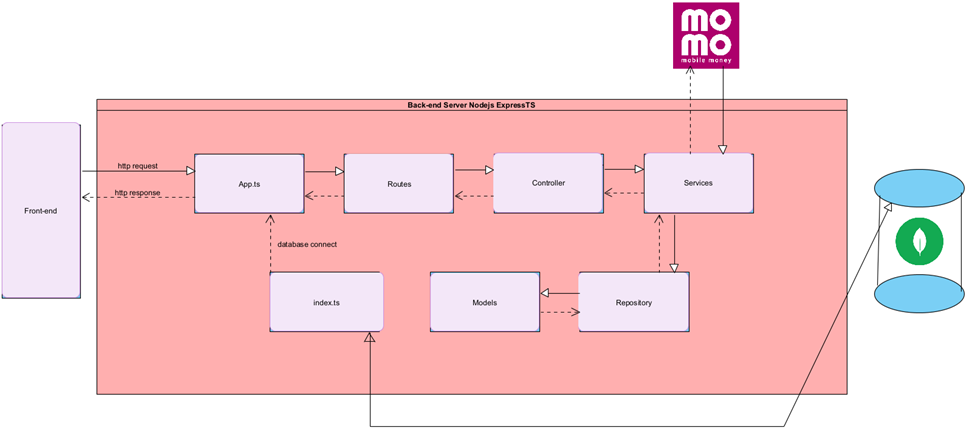 mo
mo
mobile money
Back-end Server Nodejs ExpressTS
http request
App.ts
Routes
Controller
Services
http response
Front-end
database connect
index.ts
Models
Repository